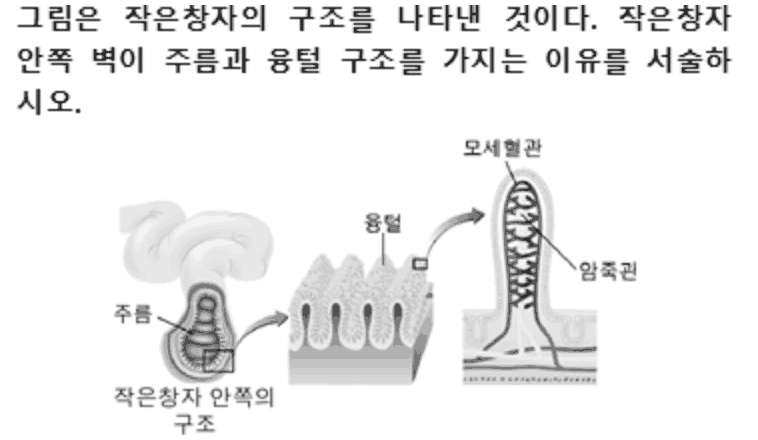 그림은 작은창자의 구조를 나타낸 것이다. 작은창자
안쪽 벽이 주름과 융털 구조를 가지는 이유를 서술하
시오.
모세혈관
융털
암죽관
주름
작은창자 안쪽의
구조